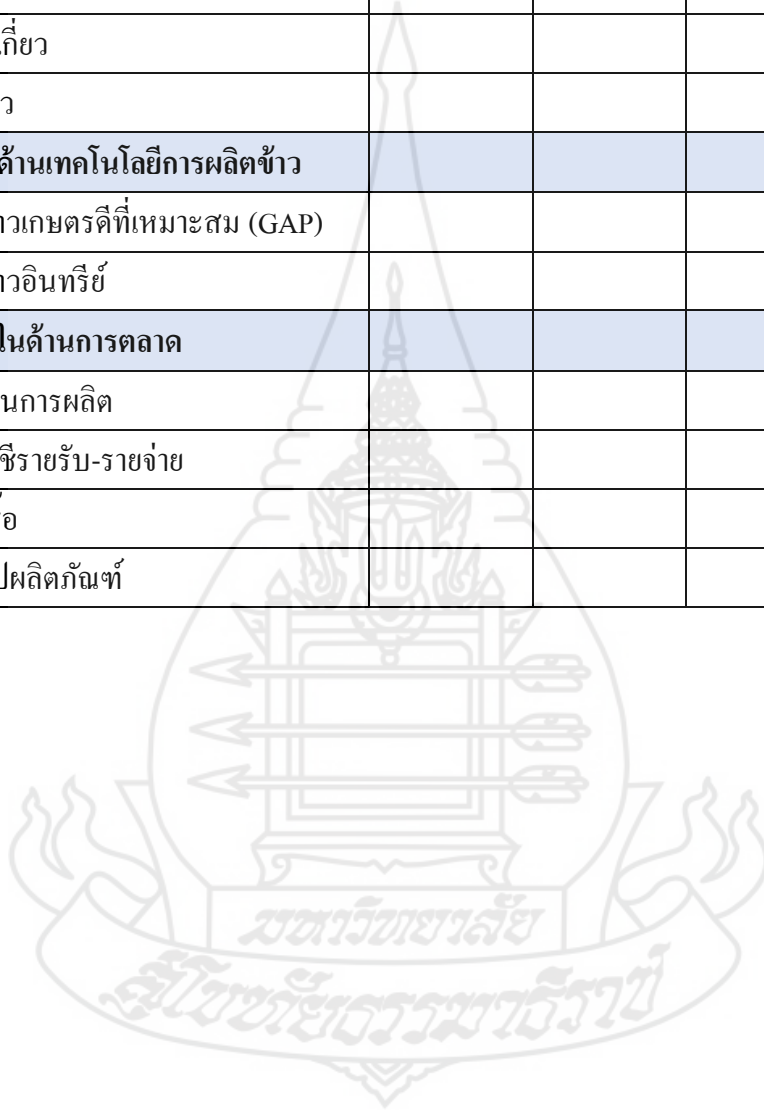 กี่ยว
ว
ด้านเทคโนโลยีการผลิตข้าว
าวเกษตรดีที่เหมาะสม (GAP)
าวอินทรีย์
ในด้านการตลาด
นการผลิต
ชีรายรับ-รายจ่าย
ื้อ
ปผลิตภัณฑ์
มหาวิทยาลัย
สุโขทัยธรรมาธิราช